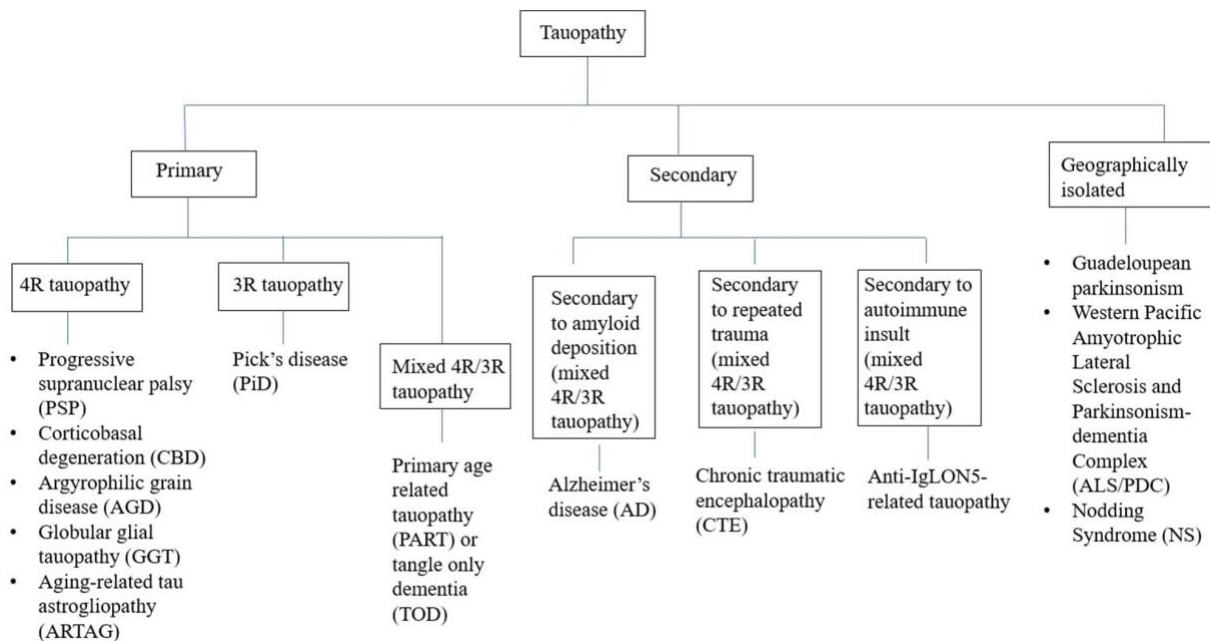 Tauopathy
Primary
Secondary
Geographically
isolated
4R tauopathy
3R tauopathy
Mixed 4R/3R
tauopathy
Secondary
to amyloid
deposition
(mixed
4R/3R
tauopathy)
Secondary
to repeated
trauma
(mixed
4R/3R
tauopathy)
Secondary to
autoimmune
insult
(mixed
4R/3R
tauopathy)
• Progressive
supranuclear palsy
(PSP)
• Corticobasal
degeneration (CBD)
• Argyrophilic grain
disease (AGD)
• Globular glial
tauopathy (GGT)
• Aging-related tau
astrogliopathy
(ARTAG)
Pick’s disease
(PiD)
Primary age
related
tauopathy
(PART) or
tangle only
dementia
(TOD)
Alzheimer’s
disease (AD)
Chronic traumatic
encephalopathy
(CTE)
Anti-IgLON5-
related tauopathy
• Guadeloupean
parkinsonism
• Western Pacific
Amyotrophic
Lateral
Sclerosis and
Parkinsonism-
dementia
Complex
(ALS/PDC)
• Nodding
Syndrome (NS)